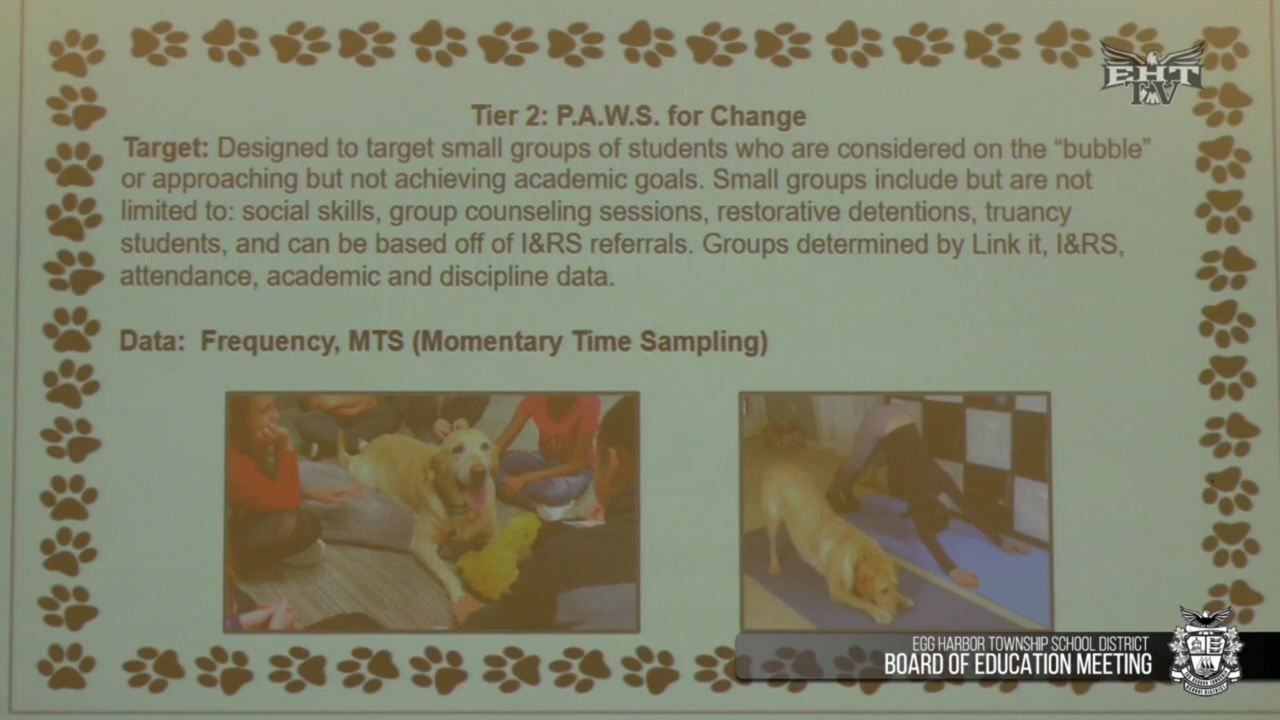 EHT
TV
Tier 2: P.A.W.S. for Change
Target: Designed to target small groups of students who are considered on the “bubble”
or approaching but not achieving academic goals. Small groups include but are not
limited to: social skills, group counseling sessions, restorative detentions, truancy
students, and can be based off of I&RS referrals. Groups determined by Link it, I&RS,
attendance, academic and discipline data.
Data: Frequency, MTS (Momentary Time Sampling)
EGG HARBOR TOWNSHIP SCHOOL DISTRICT
BOARD OF EDUCATION MEETING